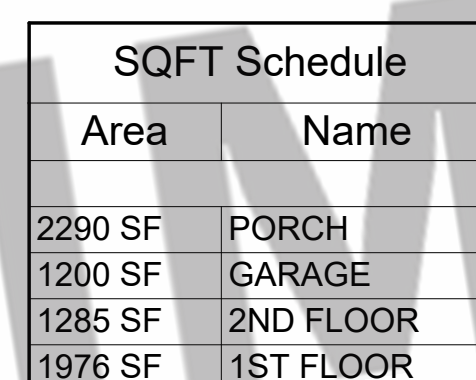 SQFT Schedule
Area Name
2290 SF PORCH
1200 SF GARAGE
1285 SF 2ND FLOOR
1976 SF 1ST FLOOR